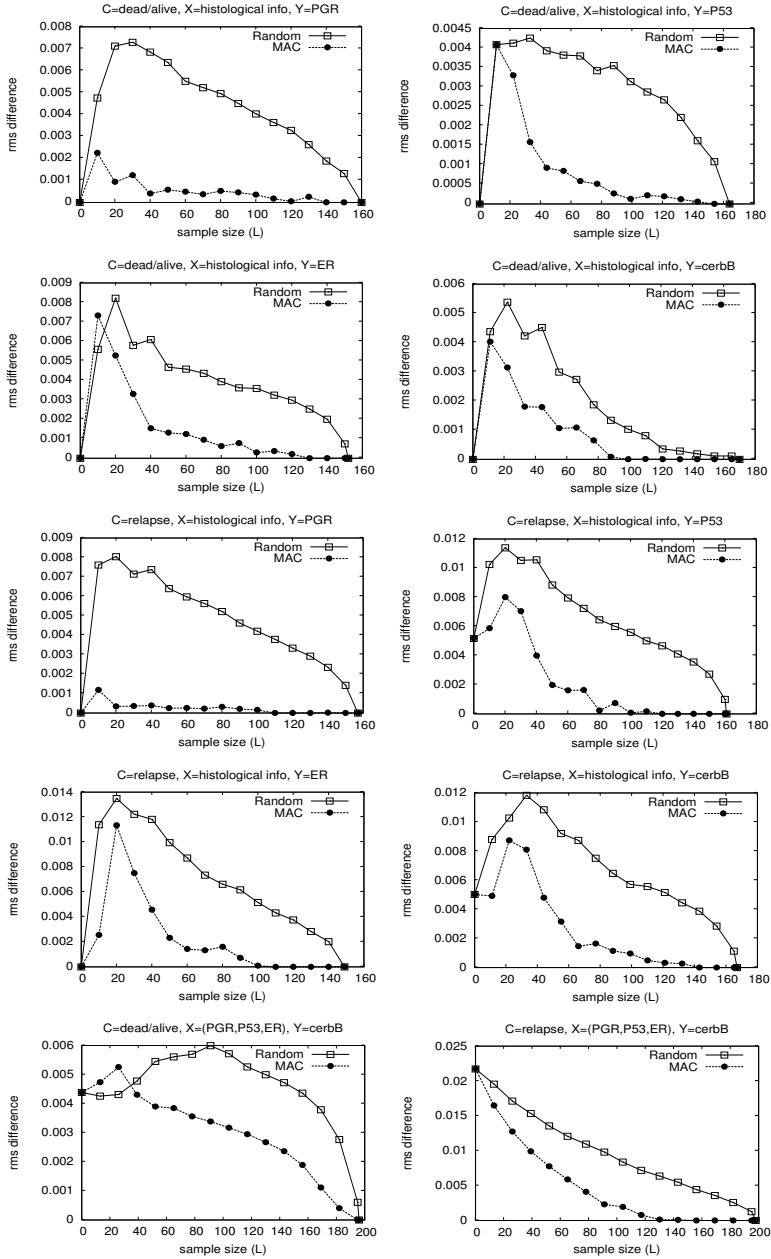 C=dead/alive, X=histological info, Y=PGR
0.008
0.007
0.006
0.005
0.004
0.003
0.002
0.001
0
rms difference
Random
MAC
0 20 40 60 80 100 120 140 160
sample size (L)
C=dead/alive, X=histological info, Y=P53
0.0045
0.004
0.0035
0.003
0.0025
0.002
0.0015
0.001
0.0005
0
rms difference
Random
MAC
0 20 40 60 80 100 120 140 160 180
sample size (L)
C=dead/alive, X=histological info, Y=ER
0.009
0.008
0.007
0.006
0.005
0.004
0.003
0.002
0.001
0
rms difference
Random
MAC
0 20 40 60 80 100 120 140 160
sample size (L)
C=dead/alive, X=histological info, Y=cerbB
0.006
0.005
0.004
0.003
0.002
0.001
0
rms difference
Random
MAC
0 20 40 60 80 100 120 140 160 180
sample size (L)
C=relapse, X=histological info, Y=PGR
0.009
0.008
0.007
0.006
0.005
0.004
0.003
0.002
0.001
0
rms difference
Random
MAC
0 20 40 60 80 100 120 140 160
sample size (L)
C=relapse, X=histological info, Y=P53
0.012
0.01
0.008
0.006
0.004
0.002
0
rms difference
Random
MAC
0 20 40 60 80 100 120 140 160 180
sample size (L)
C=relapse, X=histological info, Y=ER
0.014
0.012
0.01
0.008
0.006
0.004
0.002
0
rms difference
Random
MAC
0 20 40 60 80 100 120 140 160
sample size (L)
C=relapse, X=histological info, Y=cerbB
0.012
0.01
0.008
0.006
0.004
0.002
0
rms difference
Random
MAC
0 20 40 60 80 100 120 140 160 180
sample size (L)
C=dead/alive, X=(PGR,P53,ER), Y=cerbB
0.006
0.005
0.004
0.003
0.002
0.001
0
rms difference
Random
MAC
0 20 40 60 80 100 120 140 160 180 200
sample size (L)
C=relapse, X=(PGR,P53,ER), Y=cerbB
0.025
0.02
0.015
0.01
0.005
0
rms difference
Random
MAC
0 20 40 60 80 100 120 140 160 180 200
sample size (L)